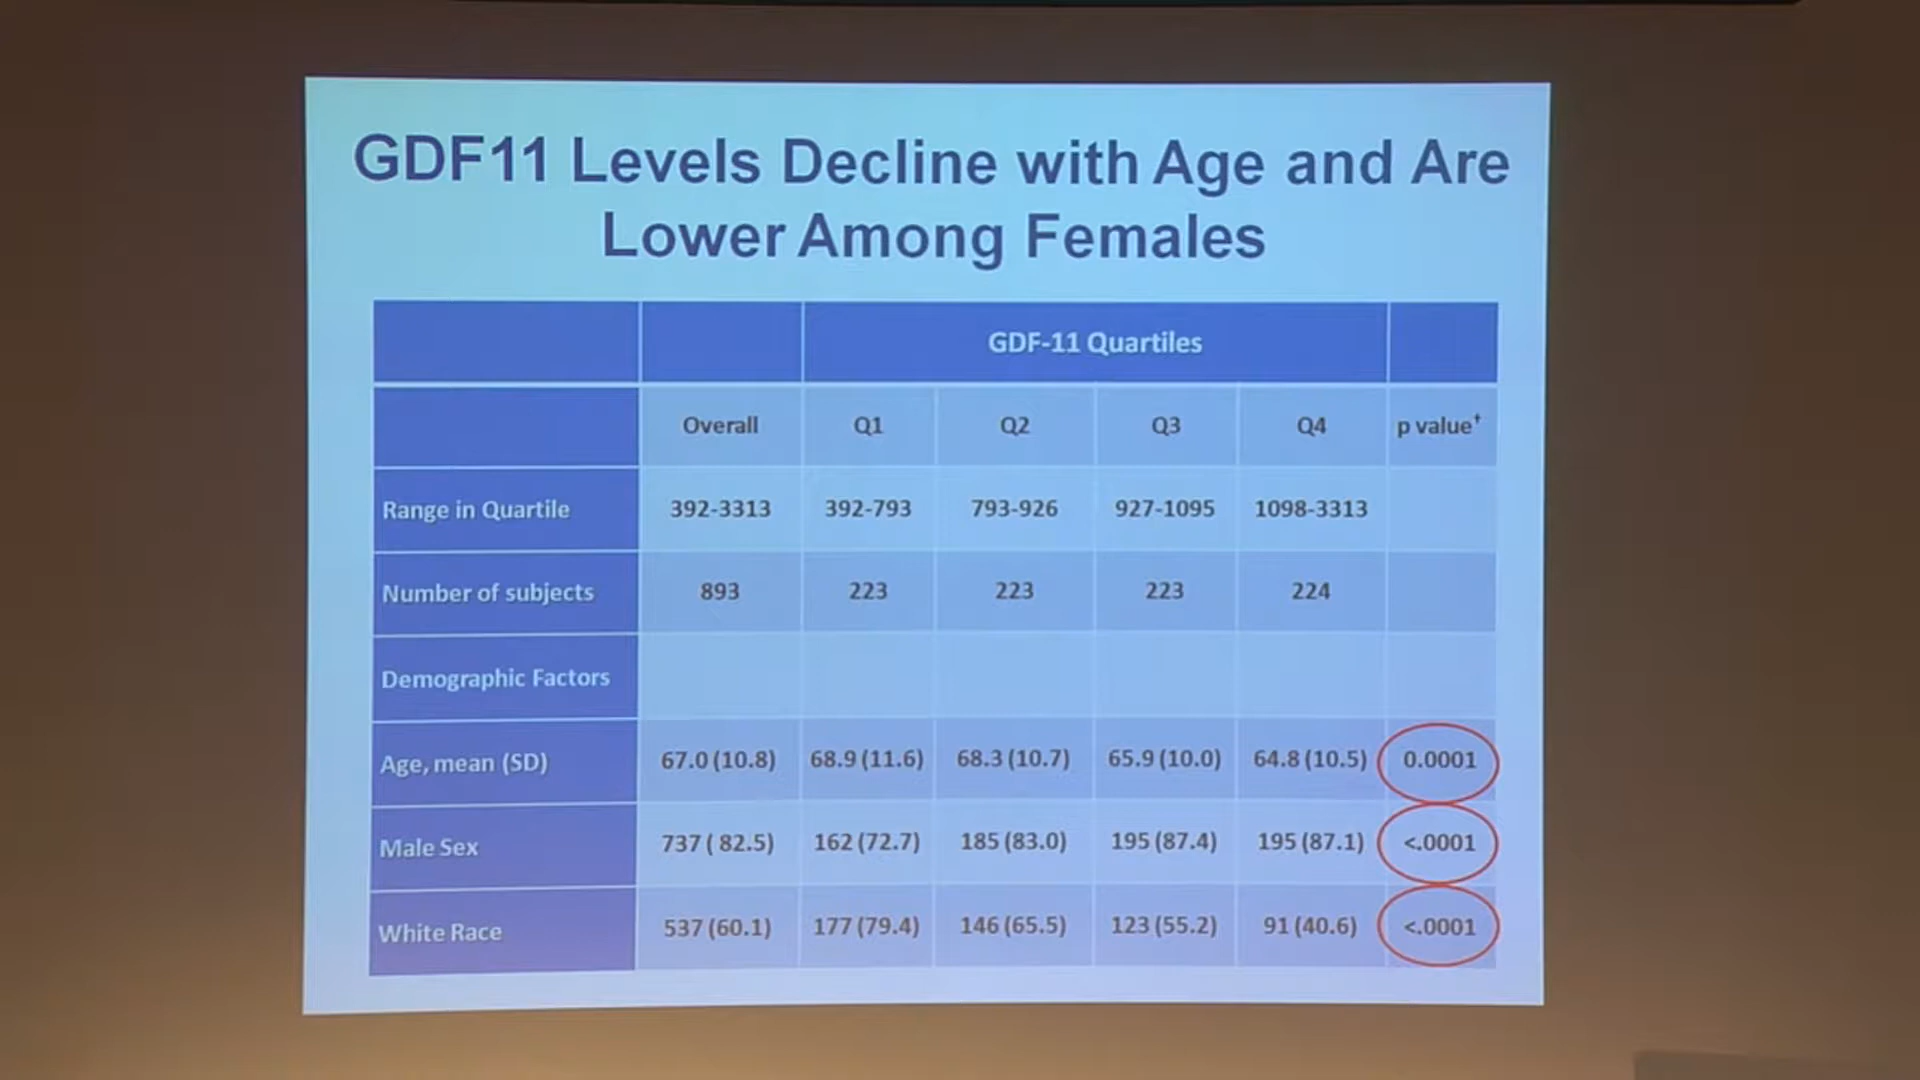 GDF11 Levels Decline with Age and Are
Lower Among Females
GDF-11 Quartiles
Overall Q1 Q2 Q3 Q4 p value†
Range in Quartile 392-3313 392-793 793-926 927-1095 1098-3313
Number of subjects 893 223 223 223 224
Demographic Factors
Age, mean (SD) 67.0 (10.8) 68.9 (11.6) 68.3 (10.7) 65.9 (10.0) 64.8 (10.5) 0.0001
Male Sex 737 ( 82.5) 162 (72.7) 185 (83.0) 195 (87.4) 195 (87.1) <.0001
White Race 537 (60.1) 177 (79.4) 146 (65.5) 123 (55.2) 91 (40.6) <.0001